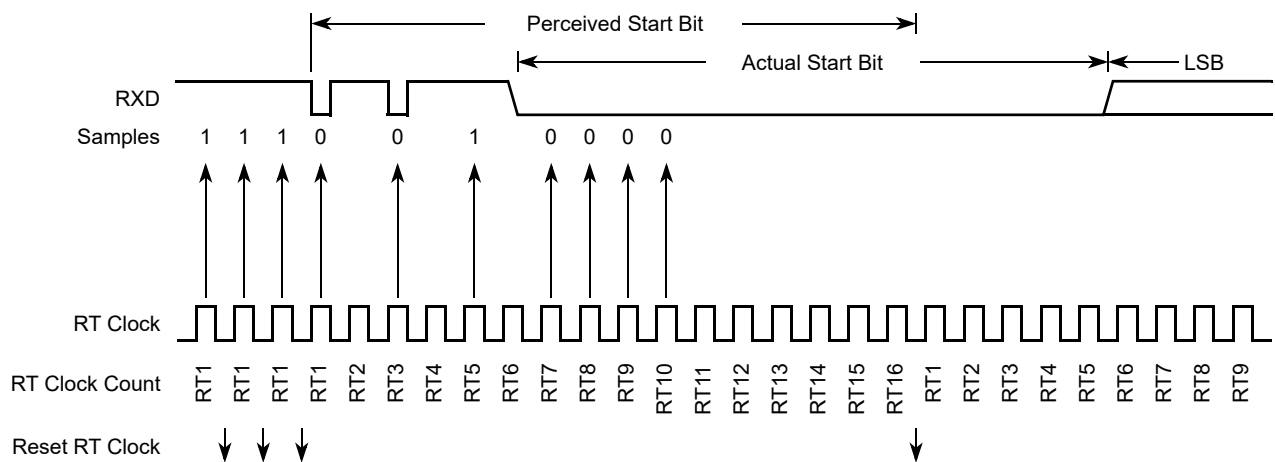 Perceived Start Bit
Actual Start Bit
LSB
RXD
Samples 1 1 1 0 0 1 0 0 0 0
RT Clock
RT Clock Count RT1 RT1 RT1 RT1 RT2 RT3 RT4 RT5 RT6 RT7 RT8 RT9 RT10 RT11 RT12 RT13 RT14 RT15 RT16 RT1 RT2 RT3 RT4 RT5 RT6 RT7 RT8 RT9
Reset RT Clock